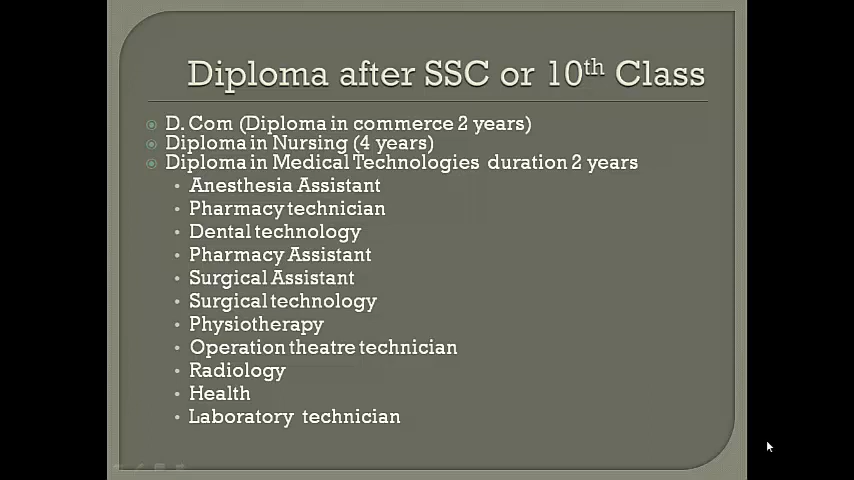 Diploma after SSC or 10th Class
D. Com (Diploma in commerce 2 years)
Diploma in Nursing (4 years)
Diploma in Medical Technologies duration 2 years
Anesthesia Assistant
Pharmacy technician
Dental technology
Pharmacy Assistant
Surgical Assistant
Surgical technology
Physiotherapy
Operation theatre technician
Radiology
Health
Laboratory technician